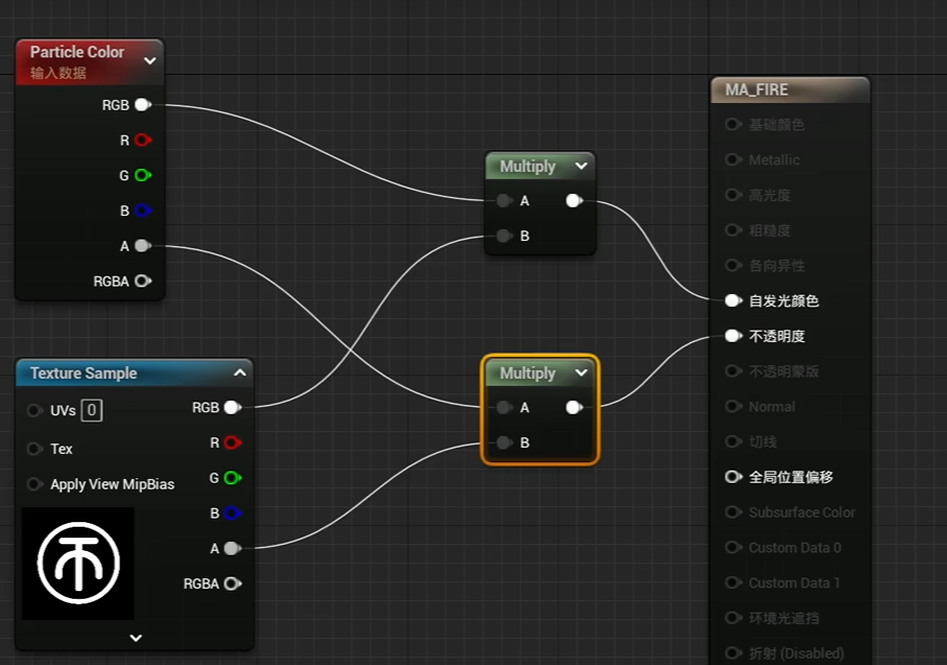 Particle Color
输入数据
RGB
R
G
B
A
RGBA
Texture Sample
UVs 0
RGB
Tex
R
Apply View MipBias
G
B
A
RGBA
Multiply
A
B
Multiply
A
B
MA_FIRE
基础颜色
Metallic
高光度
粗糙度
各向异性
自发光颜色
不透明度
不透明蒙版
Normal
切线
全局位置偏移
Subsurface Color
Custom Data 0
Custom Data 1
环境光遮挡
折射 (Disabled)